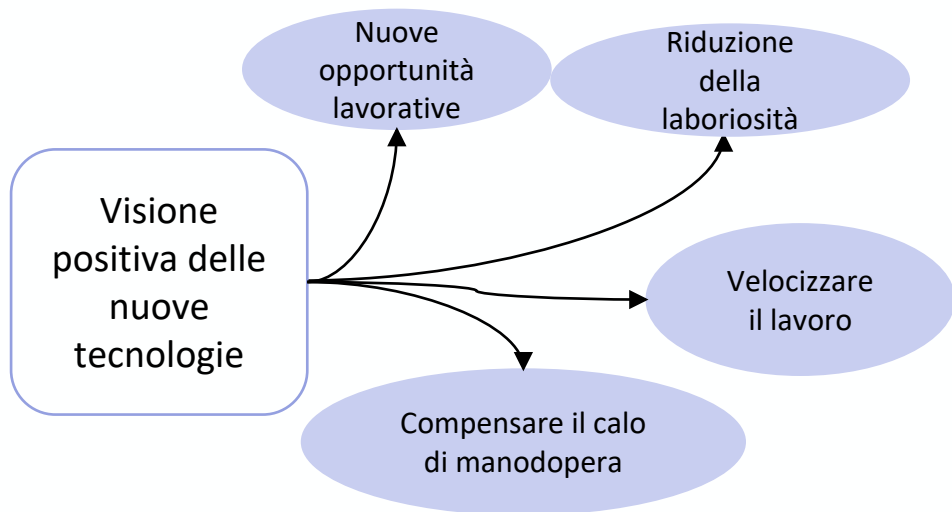 Nuove
opportunità
lavorative
Riduzione
della
laboriosità
Visione
positiva delle
nuove
tecnologie
Velocizzare
il lavoro
Compensare il calo
di manodopera